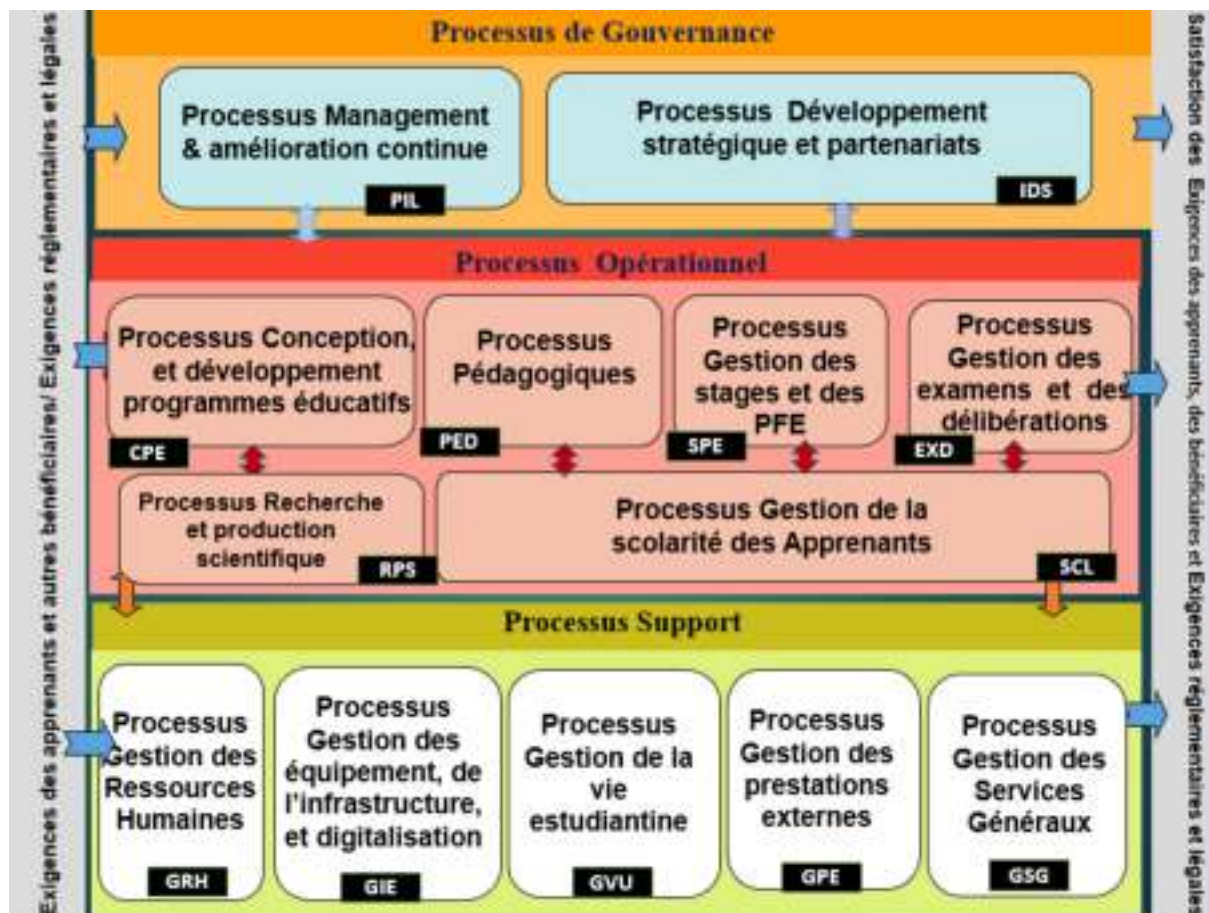 Exigences des apprenants et autres bénéficiaires/ Exigences réglementaires et légales
Processus de Gouvernance
Processus Management
& amélioration continue
PIL
Processus Développement
stratégique et partenariats
IDS
Processus Opérationnel
Processus Conception,
et développement
programmes éducatifs
CPE
Processus
Pédagogiques
PED
Processus
Gestion des
stages et des
PFE
SPE
Processus
Gestion des
examens et des
délibérations
EXD
Processus Recherche
et production
scientifique
RPS
Processus Gestion de la
scolarité des Apprenants
SCL
Processus Support
Processus
Gestion des
Ressources
Humaines
GRH
Processus
Gestion des
équipement, de
l'infrastructure,
et digitalisation
GIE
Processus
Gestion de la
vie
estudiantine
GVU
Processus
Gestion des
prestations
externes
GPE
Processus
Gestion des
Services
Généraux
GSG
Satisfaction des Exigences des apprenants, des bénéficiaires et Exigences réglementaires et légales